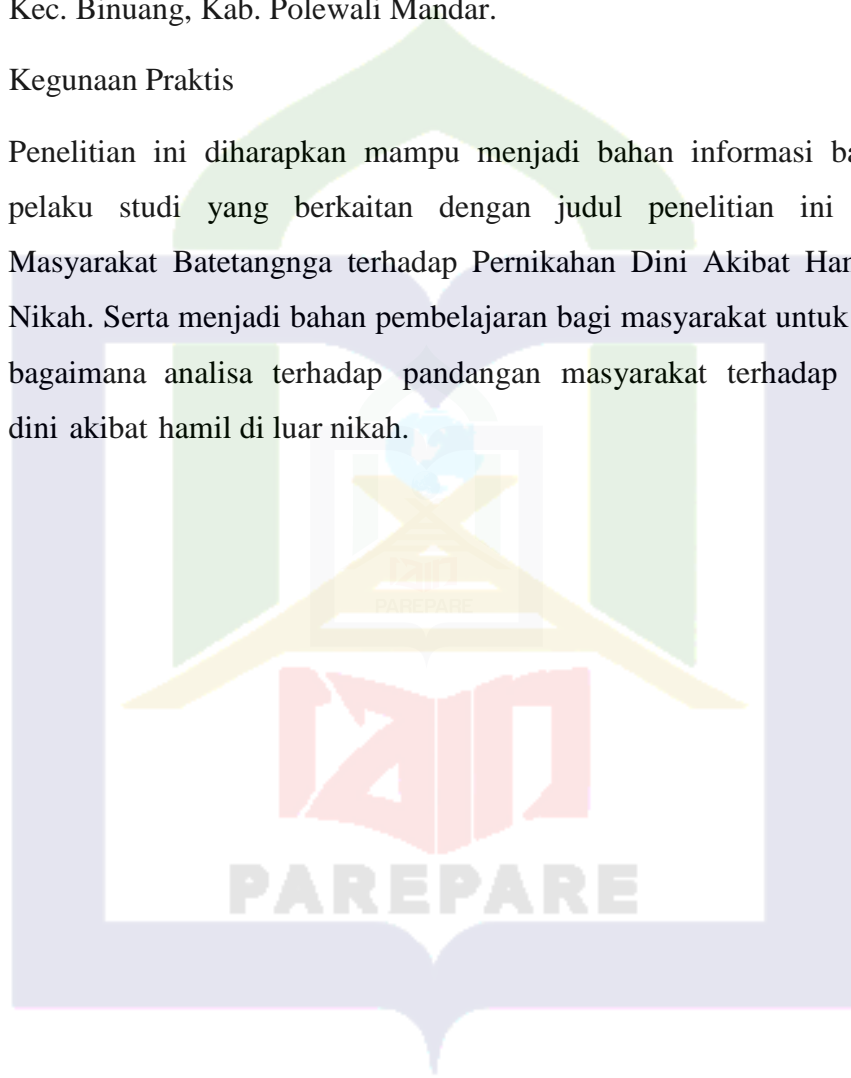 Kec. Binuang, Kab. Polewali Mandar.
Kegunaan Praktis
Penelitian ini diharapkan mampu menjadi bahan informasi ba
pelaku studi yang berkaitan dengan judul penelitian ini
Masyarakat Batetangnga terhadap Pernikahan Dini Akibat Har
Nikah. Serta menjadi bahan pembelajaran bagi masyarakat untuk
bagaimana analisa terhadap pandangan masyarakat terhadap
dini akibat hamil di luar nikah.
PAREPARE
PAREPARE